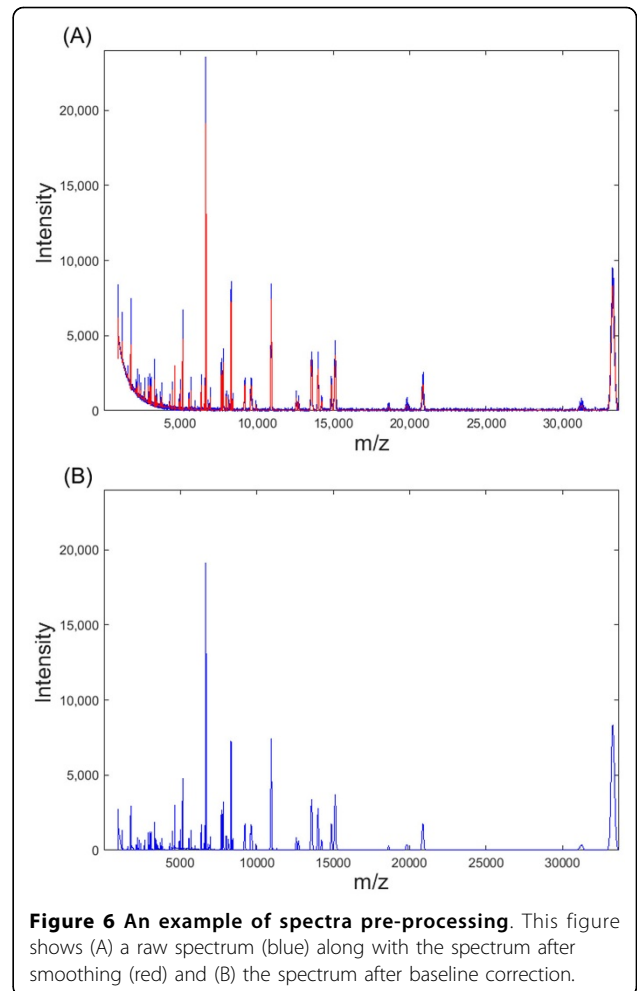 (A)
Intensity
20,000
15,000
10,000
5,000
0
5,000 10,000 15,000 20,000 25,000 30,000
m/z
(B)
Intensity
20,000
15,000
10,000
5,000
0
5000 10000 15000 20000 25000 30000
m/z
Figure 6 An example of spectra pre-processing. This figure
shows (A) a raw spectrum (blue) along with the spectrum after
smoothing (red) and (B) the spectrum after baseline correction.